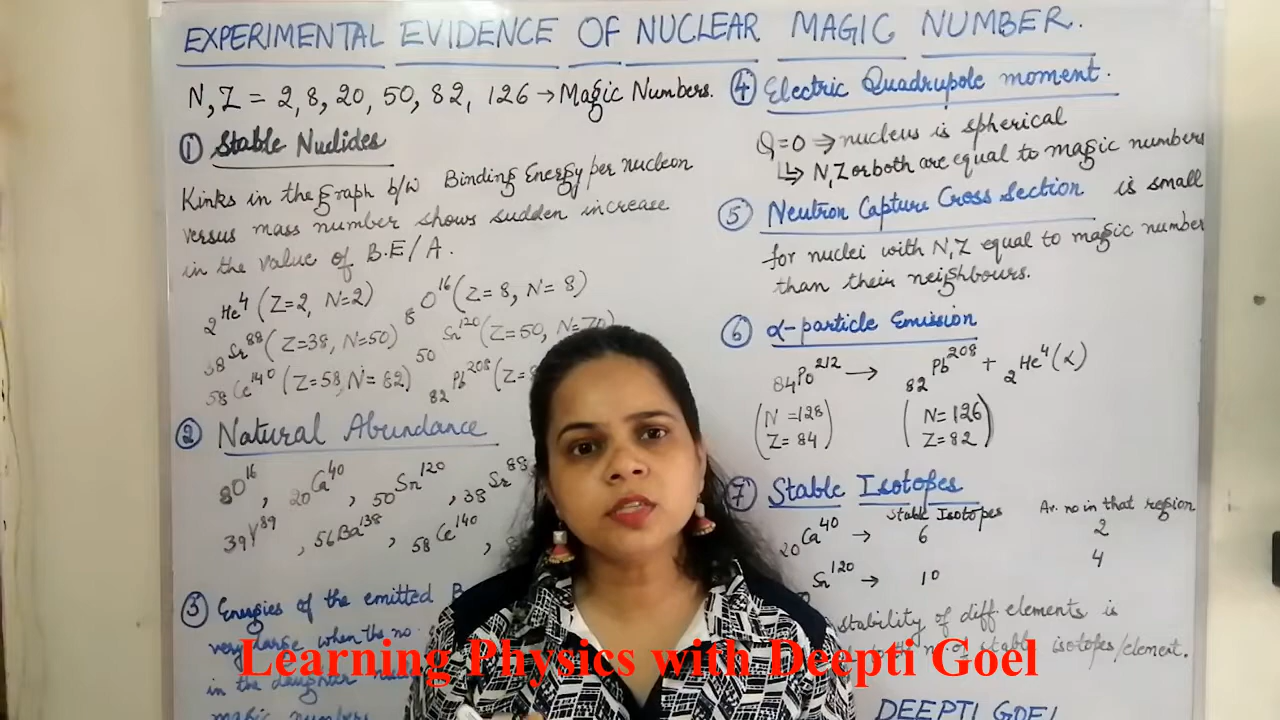 EXPERIMENTAL EVIDENCE OF NUCLEAR MAGIC NUMBER.
N, Z = 2, 8, 20, 50, 82, 126 → Magic Numbers.
① Stable Nuclides
Kinks in the graph b/w Binding Energy/per nucleon
versus mass number shows sudden increase
in the value of B.E/A.
₂He⁴ (Z=2, N=2) ₈O¹⁶ (Z=8, N=8)
₃₈Sr⁸⁸ (Z=38, N=50) ₅₀Sn¹²⁰ (Z=50, N=70)
₅₈Ce¹⁴⁰ (Z=58, N=82) ₈₂Pb²⁰⁸ (Z=8
② Natural Abundance
₈O¹⁶, ₂₀Ca⁴⁰, ₅₀Sn¹²⁰, ₃₈Sr⁸⁸
₃₉Y⁸⁹, ₅₆Ba¹³⁸, ₅₈Ce¹⁴⁰,
③ Energies of the emitted
very large when the no.
in the
magic numbers
④ Electric Quadrupole moment.
Q=0 ⇒ nucleus is spherical
↳ N, Z or both are equal to magic numbers
⑤ Neutron Capture Cross Section is small
for nuclei with N, Z equal to magic number
than their neighbours.
⑥ α-particle Emission
₈₄Po²¹² → ₈₂Pb²⁰⁸ + ₂He⁴(α)
(N=128 Z=84) (N=126 Z=82)
⑦ Stable Isotopes
stable Isotopes Av. no in that region
₂₀Ca⁴⁰ → 6 2
Sn¹²⁰ → 10 4
stability of diff elements is
stable isotopes/element.
Learning Physics with Deepti Goel
DEEPTI GOEL